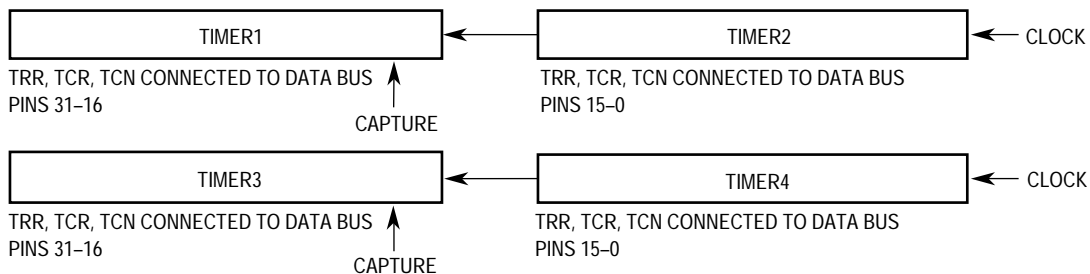 TIMER1
TIMER2
CLOCK
TRR, TCR, TCN CONNECTED TO DATA BUS
PINS 31–16
CAPTURE
TRR, TCR, TCN CONNECTED TO DATA BUS
PINS 15–0
TIMER3
TIMER4
CLOCK
TRR, TCR, TCN CONNECTED TO DATA BUS
PINS 31–16
CAPTURE
TRR, TCR, TCN CONNECTED TO DATA BUS
PINS 15–0